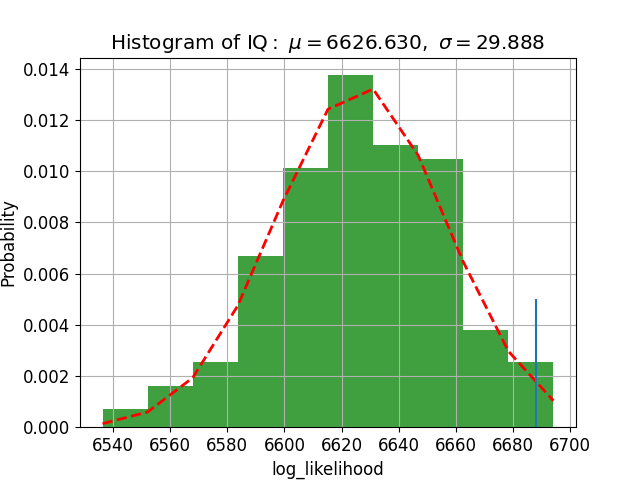 Histogram of IQ : μ = 6626.630, σ = 29.888
0.014
0.012
0.010
0.008
0.006
0.004
0.002
0.000
Probability
6540 6560 6580 6600 6620 6640 6660 6680 6700
log_likelihood